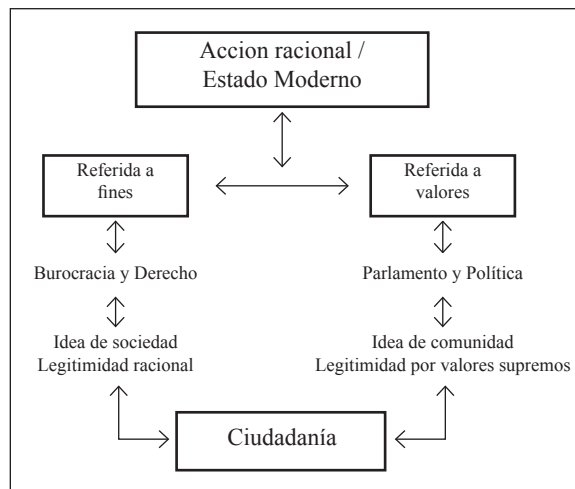 Accion racional /
Estado Moderno
Referida a
fines
Referida a
valores
Burocracia y Derecho
Parlamento y Política
Idea de sociedad
Legitimidad racional
Idea de comunidad
Legitimidad por valores supremos
Ciudadanía